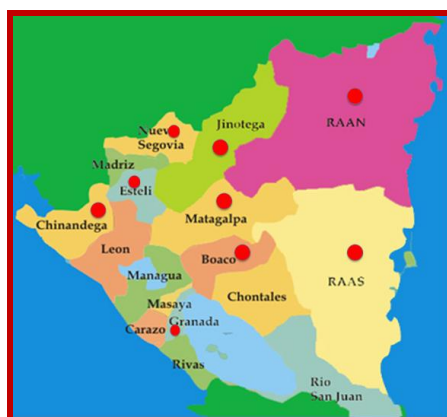 RAAN
Jinotega
Nuev
Segovia
Madriz
Esteli
Matagalpa
Chinandega
Leon
Boaco
RAAS
Managua
Chontales
Masaya
Granada
Carazo
Rivas
Rio
San Juan